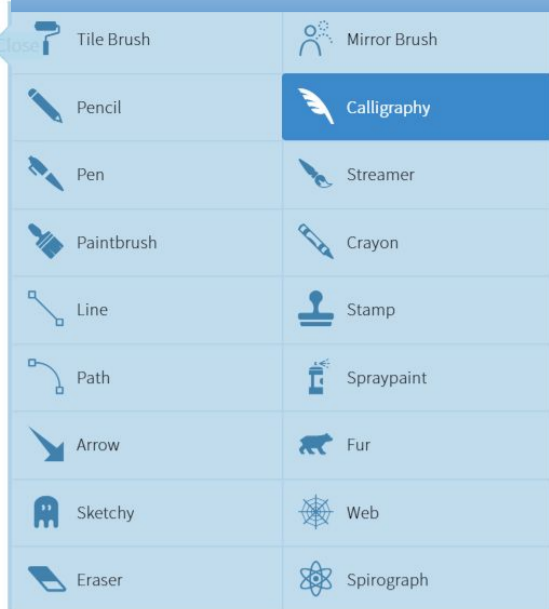 Close
Tile Brush
Mirror Brush
Pencil
Calligraphy
Pen
Streamer
Paintbrush
Crayon
Line
Stamp
Path
Spraypaint
Arrow
Fur
Sketchy
Web
Eraser
Spirograph